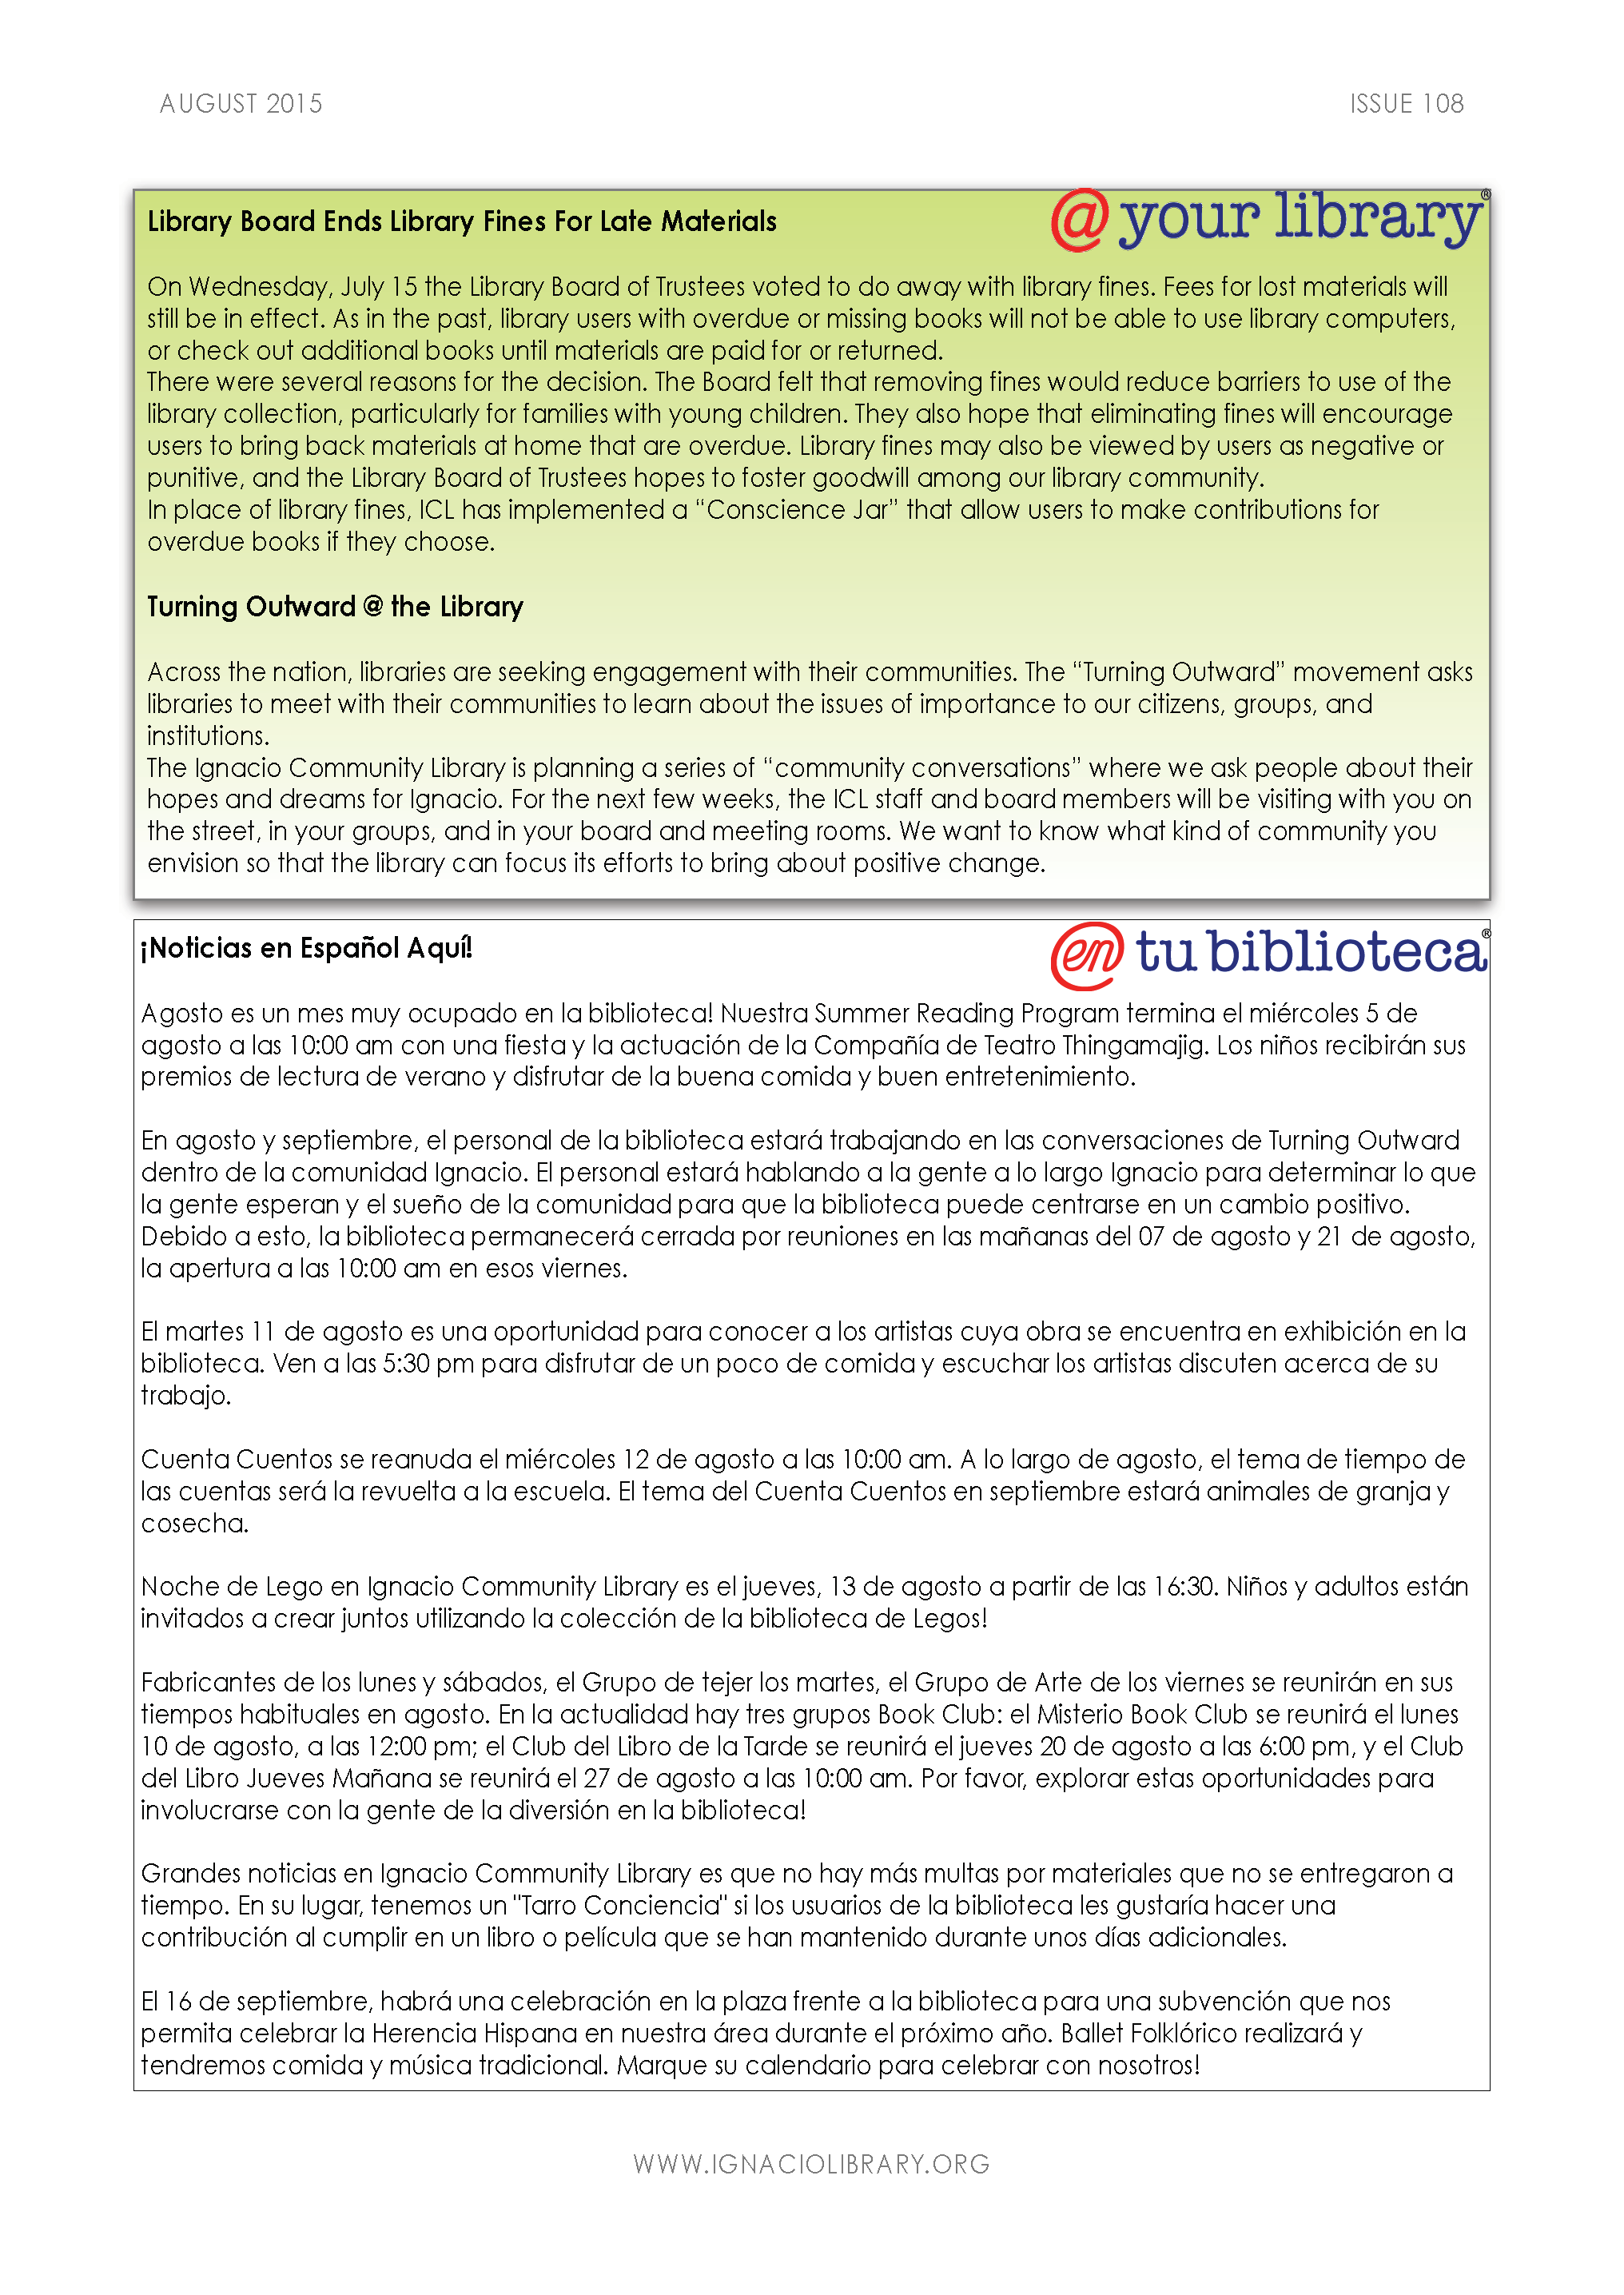 AUGUST 2015
ISSUE 108
@ your library®
Library Board Ends Library Fines For Late Materials
On Wednesday, July 15 the Library Board of Trustees voted to do away with library fines. Fees for lost materials will
still be in effect. As in the past, library users with overdue or missing books will not be able to use library computers,
or check out additional books until materials are paid for or returned.
There were several reasons for the decision. The Board felt that removing fines would reduce barriers to use of the
library collection, particularly for families with young children. They also hope that eliminating fines will encourage
users to bring back materials at home that are overdue. Library fines may also be viewed by users as negative or
punitive, and the Library Board of Trustees hopes to foster goodwill among our library community.
In place of library fines, ICL has implemented a “Conscience Jar” that allow users to make contributions for
overdue books if they choose.
Turning Outward @ the Library
Across the nation, libraries are seeking engagement with their communities. The “Turning Outward” movement asks
libraries to meet with their communities to learn about the issues of importance to our citizens, groups, and
institutions.
The Ignacio Community Library is planning a series of “community conversations” where we ask people about their
hopes and dreams for Ignacio. For the next few weeks, the ICL staff and board members will be visiting with you on
the street, in your groups, and in your board and meeting rooms. We want to know what kind of community you
envision so that the library can focus its efforts to bring about positive change.
¡Noticias en Español Aquí!
en tu biblioteca®
Agosto es un mes muy ocupado en la biblioteca! Nuestra Summer Reading Program termina el miércoles 5 de
agosto a las 10:00 am con una fiesta y la actuación de la Compañía de Teatro Thingamajig. Los niños recibirán sus
premios de lectura de verano y disfrutar de la buena comida y buen entretenimiento.
En agosto y septiembre, el personal de la biblioteca estará trabajando en las conversaciones de Turning Outward
dentro de la comunidad Ignacio. El personal estará hablando a la gente a lo largo Ignacio para determinar lo que
la gente esperan y el sueño de la comunidad para que la biblioteca puede centrarse en un cambio positivo.
Debido a esto, la biblioteca permanecerá cerrada por reuniones en las mañanas del 07 de agosto y 21 de agosto,
la apertura a las 10:00 am en esos viernes.
El martes 11 de agosto es una oportunidad para conocer a los artistas cuya obra se encuentra en exhibición en la
biblioteca. Ven a las 5:30 pm para disfrutar de un poco de comida y escuchar los artistas discuten acerca de su
trabajo.
Cuenta Cuentos se reanuda el miércoles 12 de agosto a las 10:00 am. A lo largo de agosto, el tema de tiempo de
las cuentas será la revuelta a la escuela. El tema del Cuenta Cuentos en septiembre estará animales de granja y
cosecha.
Noche de Lego en Ignacio Community Library es el jueves, 13 de agosto a partir de las 16:30. Niños y adultos están
invitados a crear juntos utilizando la colección de la biblioteca de Legos!
Fabricantes de los lunes y sábados, el Grupo de tejer los martes, el Grupo de Arte de los viernes se reunirán en sus
tiempos habituales en agosto. En la actualidad hay tres grupos Book Club: el Misterio Book Club se reunirá el lunes
10 de agosto, a las 12:00 pm; el Club del Libro de la Tarde se reunirá el jueves 20 de agosto a las 6:00 pm, y el Club
del Libro Jueves Mañana se reunirá el 27 de agosto a las 10:00 am. Por favor, explorar estas oportunidades para
involucrarse con la gente de la diversión en la biblioteca!
Grandes noticias en Ignacio Community Library es que no hay más multas por materiales que no se entregaron a
tiempo. En su lugar, tenemos un "Tarro Conciencia" si los usuarios de la biblioteca les gustaría hacer una
contribución al cumplir en un libro o película que se han mantenido durante unos días adicionales.
El 16 de septiembre, habrá una celebración en la plaza frente a la biblioteca para una subvención que nos
permita celebrar la Herencia Hispana en nuestra área durante el próximo año. Ballet Folklórico realizará y
tendremos comida y música tradicional. Marque su calendario para celebrar con nosotros!
WWW.IGNACIOLIBRARY.ORG